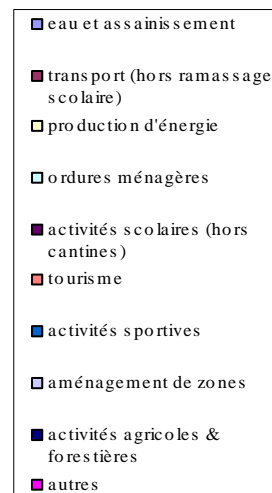 eau et assainissement
transport (hors ramassage
scolaire)
production d'énergie
ordures ménagères
activités scolaires (hors
cantines)
tourisme
activités sportives
aménagement de zones
activités agricoles &
forestières
autres